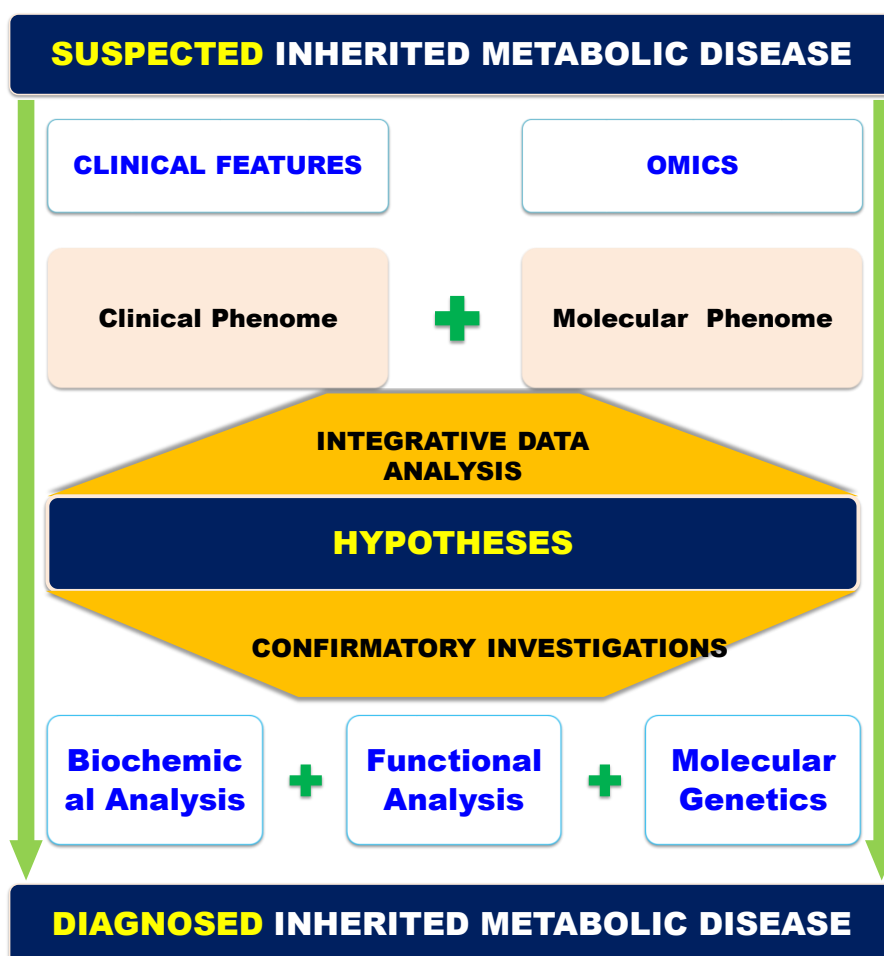 SUSPECTED INHERITED METABOLIC DISEASE
CLINICAL FEATURES
OMICS
Clinical Phenome
Molecular Phenome
INTEGRATIVE DATA
ANALYSIS
HYPOTHESES
CONFIRMATORY INVESTIGATIONS
Biochemic
al Analysis
Functional
Analysis
Molecular
Genetics
DIAGNOSED INHERITED METABOLIC DISEASE